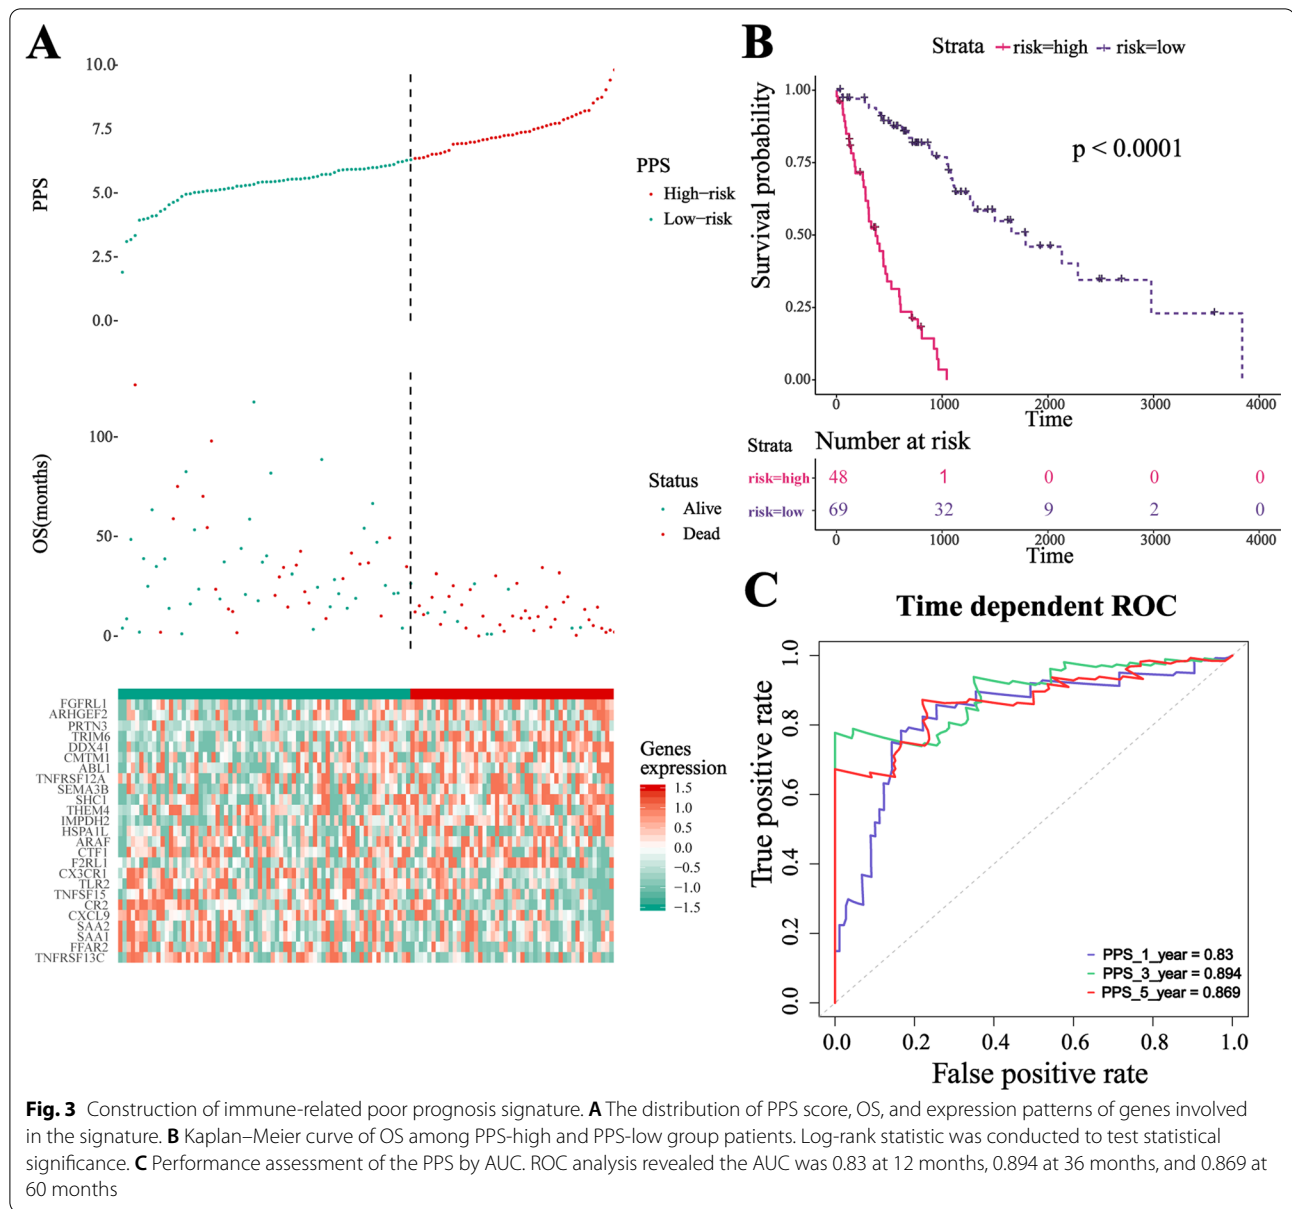 A
10.0
7.5
5.0
2.5
0.0
PPS
PPS
High-risk
Low-risk
100
50
0
OS(months)
Status
Alive
Dead
FGFRL1
ARHGEF2
PRTN3
TRIM6
DDX41
CMTM1
ABL1
TNFRSF12A
SEMA3B
SHC1
THEM4
IMPDH2
HSPA1L
ARAF
CTF1
F2RL1
CX3CR1
TLR2
TNFSF15
CR2
CXCL9
SAA2
SAA1
FFAR2
TNFRSF13C
Genes
expression
1.5
1.0
0.5
0.0
−0.5
−1.0
−1.5
B
Strata risk=high risk=low
1.00
0.75
0.50
0.25
0.00
Survival probability
p < 0.0001
0 1000 2000 3000 4000
Time
Strata Number at risk
risk=high 48 1 0 0 0
risk=low 69 32 9 2 0
0 1000 2000 3000 4000
Time
C
Time dependent ROC
True positive rate
1.0
0.8
0.6
0.4
0.2
0.0
PPS_1_year = 0.83
PPS_3_year = 0.894
PPS_5_year = 0.869
0.0 0.2 0.4 0.6 0.8 1.0
False positive rate
Fig. 3 Construction of immune-related poor prognosis signature. A The distribution of PPS score, OS, and expression patterns of genes involved
in the signature. B Kaplan–Meier curve of OS among PPS-high and PPS-low group patients. Log-rank statistic was conducted to test statistical
significance. C Performance assessment of the PPS by AUC. ROC analysis revealed the AUC was 0.83 at 12 months, 0.894 at 36 months, and 0.869 at
60 months